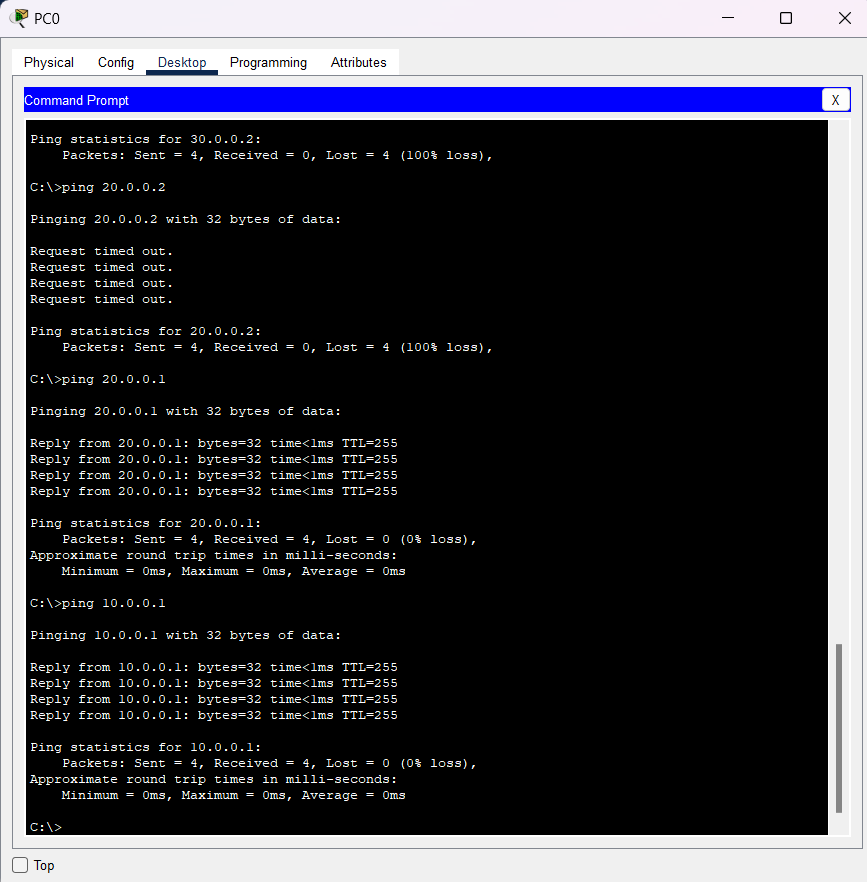 PC0
Physical Config Desktop Programming Attributes
Command Prompt X
Ping statistics for 30.0.0.2:
    Packets: Sent = 4, Received = 0, Lost = 4 (100% loss),
C:\>ping 20.0.0.2
Pinging 20.0.0.2 with 32 bytes of data:
Request timed out.
Request timed out.
Request timed out.
Request timed out.
Ping statistics for 20.0.0.2:
    Packets: Sent = 4, Received = 0, Lost = 4 (100% loss),
C:\>ping 20.0.0.1
Pinging 20.0.0.1 with 32 bytes of data:
Reply from 20.0.0.1: bytes=32 time<1ms TTL=255
Reply from 20.0.0.1: bytes=32 time<1ms TTL=255
Reply from 20.0.0.1: bytes=32 time<1ms TTL=255
Reply from 20.0.0.1: bytes=32 time<1ms TTL=255
Ping statistics for 20.0.0.1:
    Packets: Sent = 4, Received = 4, Lost = 0 (0% loss),
Approximate round trip times in milli-seconds:
    Minimum = 0ms, Maximum = 0ms, Average = 0ms
C:\>ping 10.0.0.1
Pinging 10.0.0.1 with 32 bytes of data:
Reply from 10.0.0.1: bytes=32 time<1ms TTL=255
Reply from 10.0.0.1: bytes=32 time<1ms TTL=255
Reply from 10.0.0.1: bytes=32 time<1ms TTL=255
Reply from 10.0.0.1: bytes=32 time<1ms TTL=255
Ping statistics for 10.0.0.1:
    Packets: Sent = 4, Received = 4, Lost = 0 (0% loss),
Approximate round trip times in milli-seconds:
    Minimum = 0ms, Maximum = 0ms, Average = 0ms
C:\>
Top